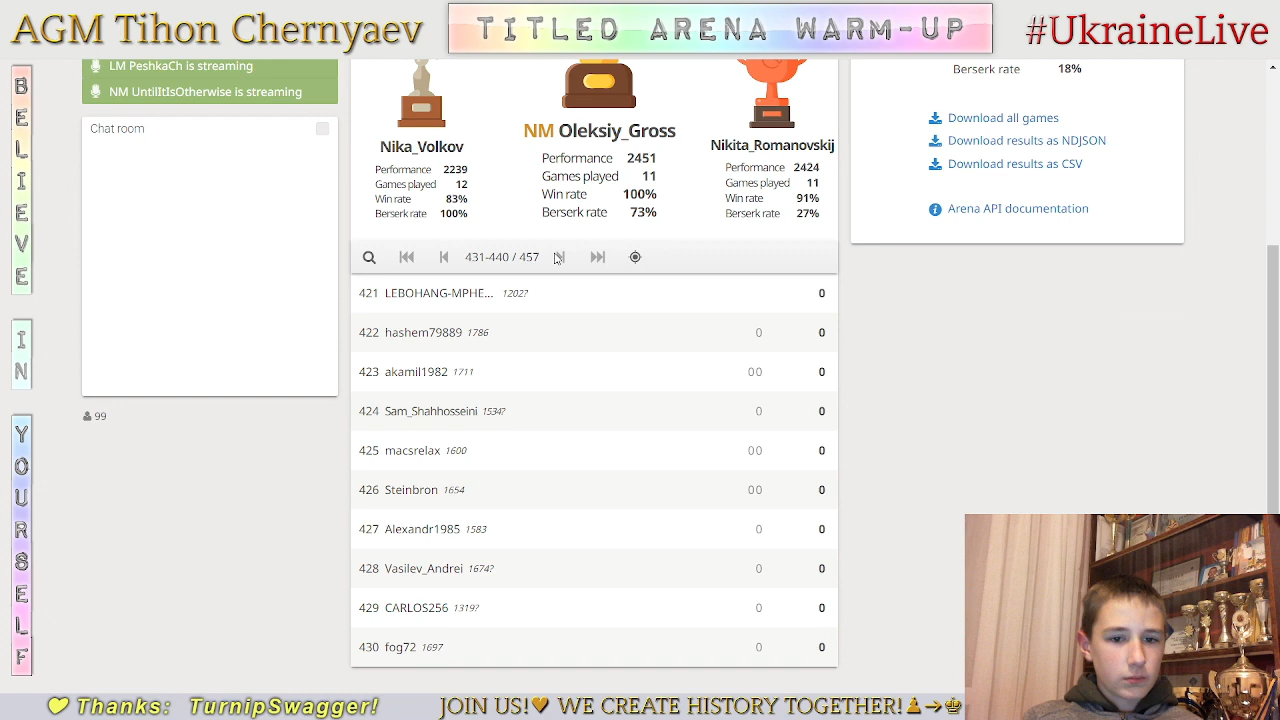 AGM Tihon Chernyaev
TITLED ARENA WARM-UP
#UkraineLive
BELIEVE
IN
YOURSELF
LM PeshkaCh is streaming
NM UntilItIsOtherwise is streaming
Chat room
99
Nika_Volkov
Performance 2239
Games played 12
Win rate 83%
Berserk rate 100%
NM Oleksiy_Gross
Performance 2451
Games played 11
Win rate 100%
Berserk rate 73%
Nikita_Romanovskij
Performance 2424
Games played 11
Win rate 91%
Berserk rate 27%
431-440 / 457
421 LEBOHANG-MPHE... 1202? 0
422 hashem79889 1786 0 0
423 akamil1982 1711 00 0
424 Sam_Shahhosseini 1534? 0 0
425 macsrelax 1600 00 0
426 Steinbron 1654 00 0
427 Alexandr1985 1583 0 0
428 Vasilev_Andrei 1674? 0 0
429 CARLOS256 1319? 0 0
430 fog72 1697 0 0
Berserk rate 18%
Download all games
Download results as NDJSON
Download results as CSV
Arena API documentation
Thanks: TurnipSwagger!
JOIN US! WE CREATE HISTORY TOGETHER!